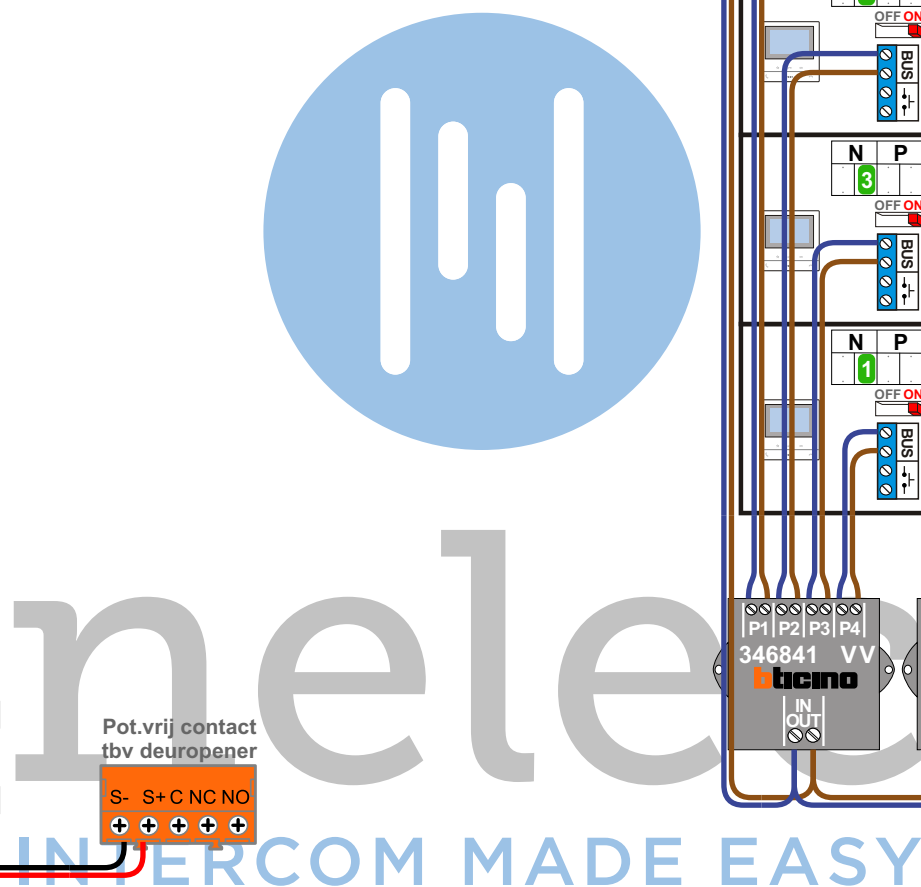 OFF ON
BUS
N P
3
OFF ON
BUS
N P
1
OFF ON
BUS
P1 P2 P3 P4
346841 VV
bticino
IN
OUT
nelec
Pot.vrij contact
tbv deuropener
S- S+ C NC NO
INTERCOM MADE EASY